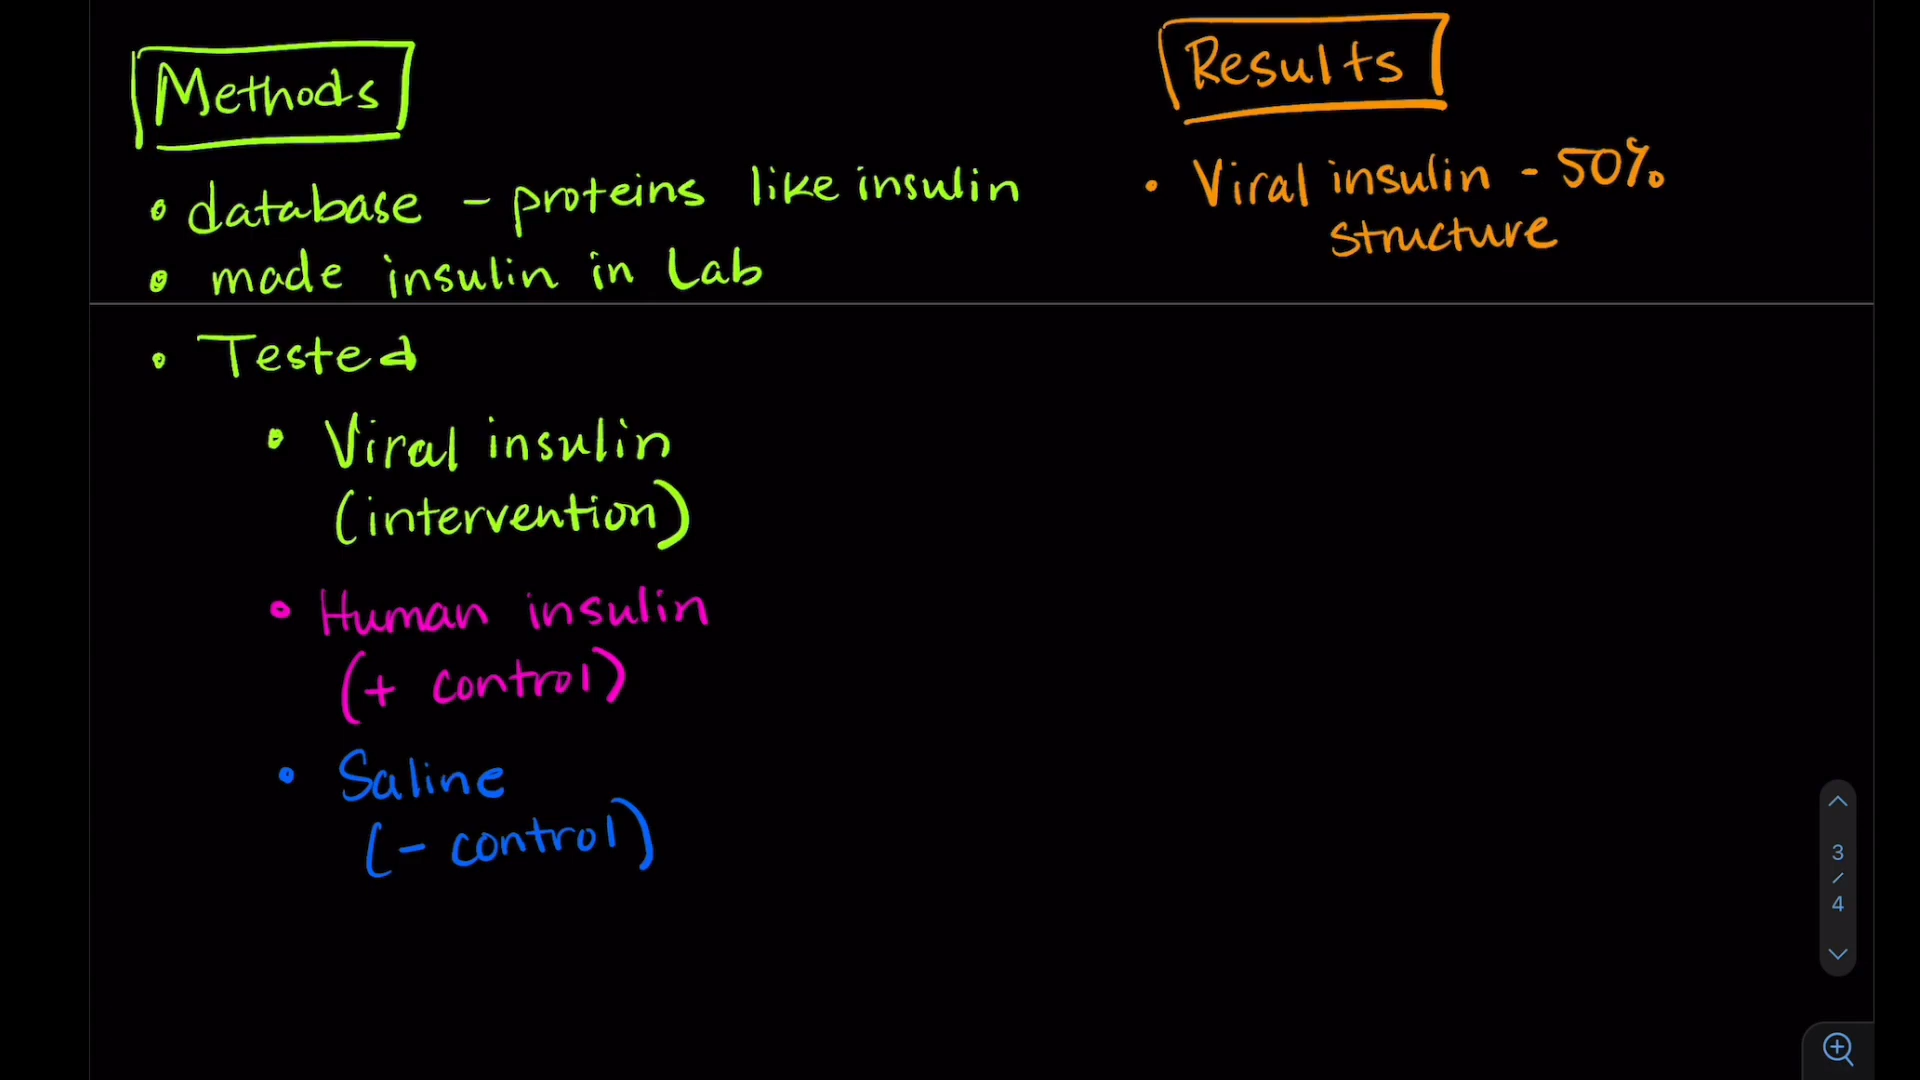 Methods
• database - proteins like insulin
• made insulin in Lab
• Tested
• Viral insulin
(intervention)
• Human insulin
(+ control)
• Saline
(- control)
Results
• Viral insulin - 50%
structure
3
/
4